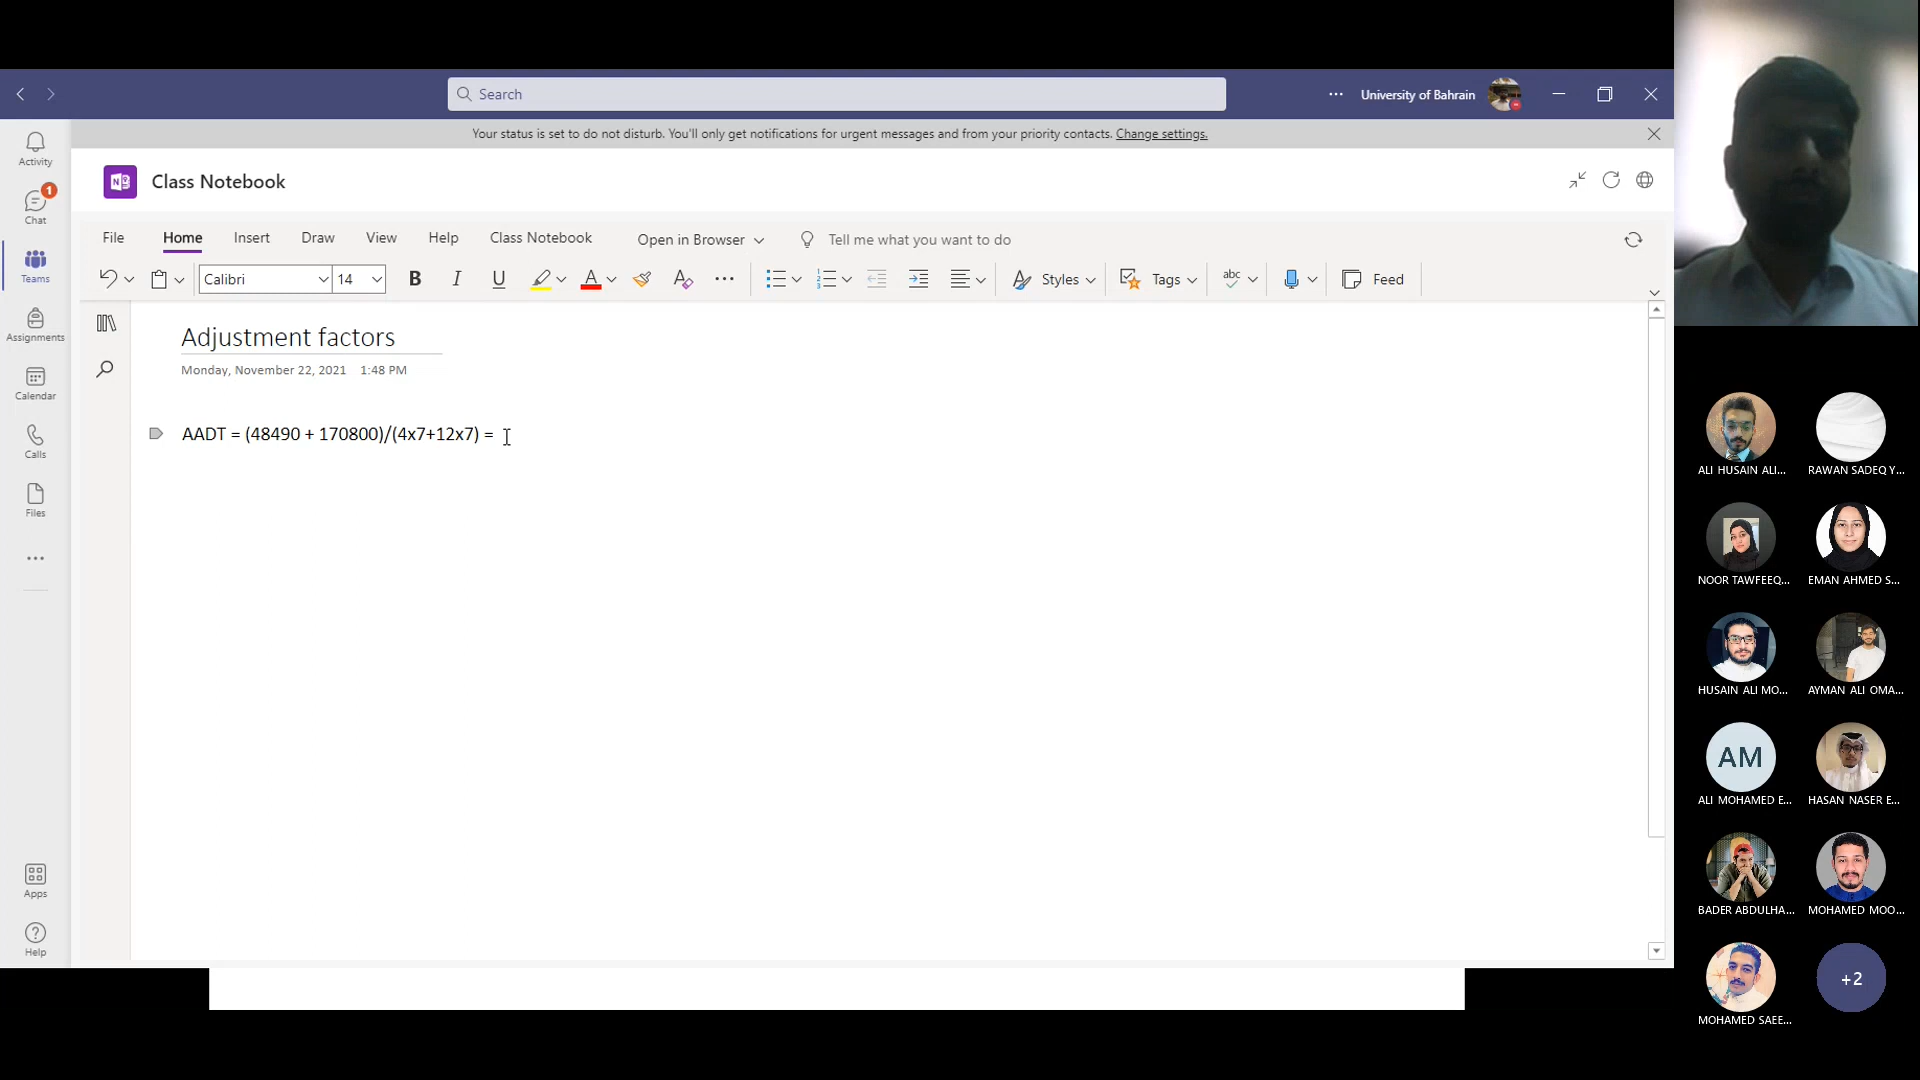 Search
University of Bahrain
Your status is set to do not disturb. You'll only get notifications for urgent messages and from your priority contacts. Change settings.
Activity
1
Chat
Teams
Assignments
Calendar
Calls
Files
Apps
Help
Class Notebook
File Home Insert Draw View Help Class Notebook Open in Browser Tell me what you want to do
Calibri 14 B I U A A Styles Tags abc Feed
Adjustment factors
Monday, November 22, 2021 1:48 PM
AADT = (48490 + 170800)/(4x7+12x7) =
ALI HUSAIN ALI... RAWAN SADEQ Y...
NOOR TAWFEEQ... EMAN AHMED S...
HUSAIN ALI MO... AYMAN ALI OMA...
AM
ALI MOHAMED E... HASAN NASER E...
BADER ABDULHA... MOHAMED MOO...
+2
MOHAMED SAEE...